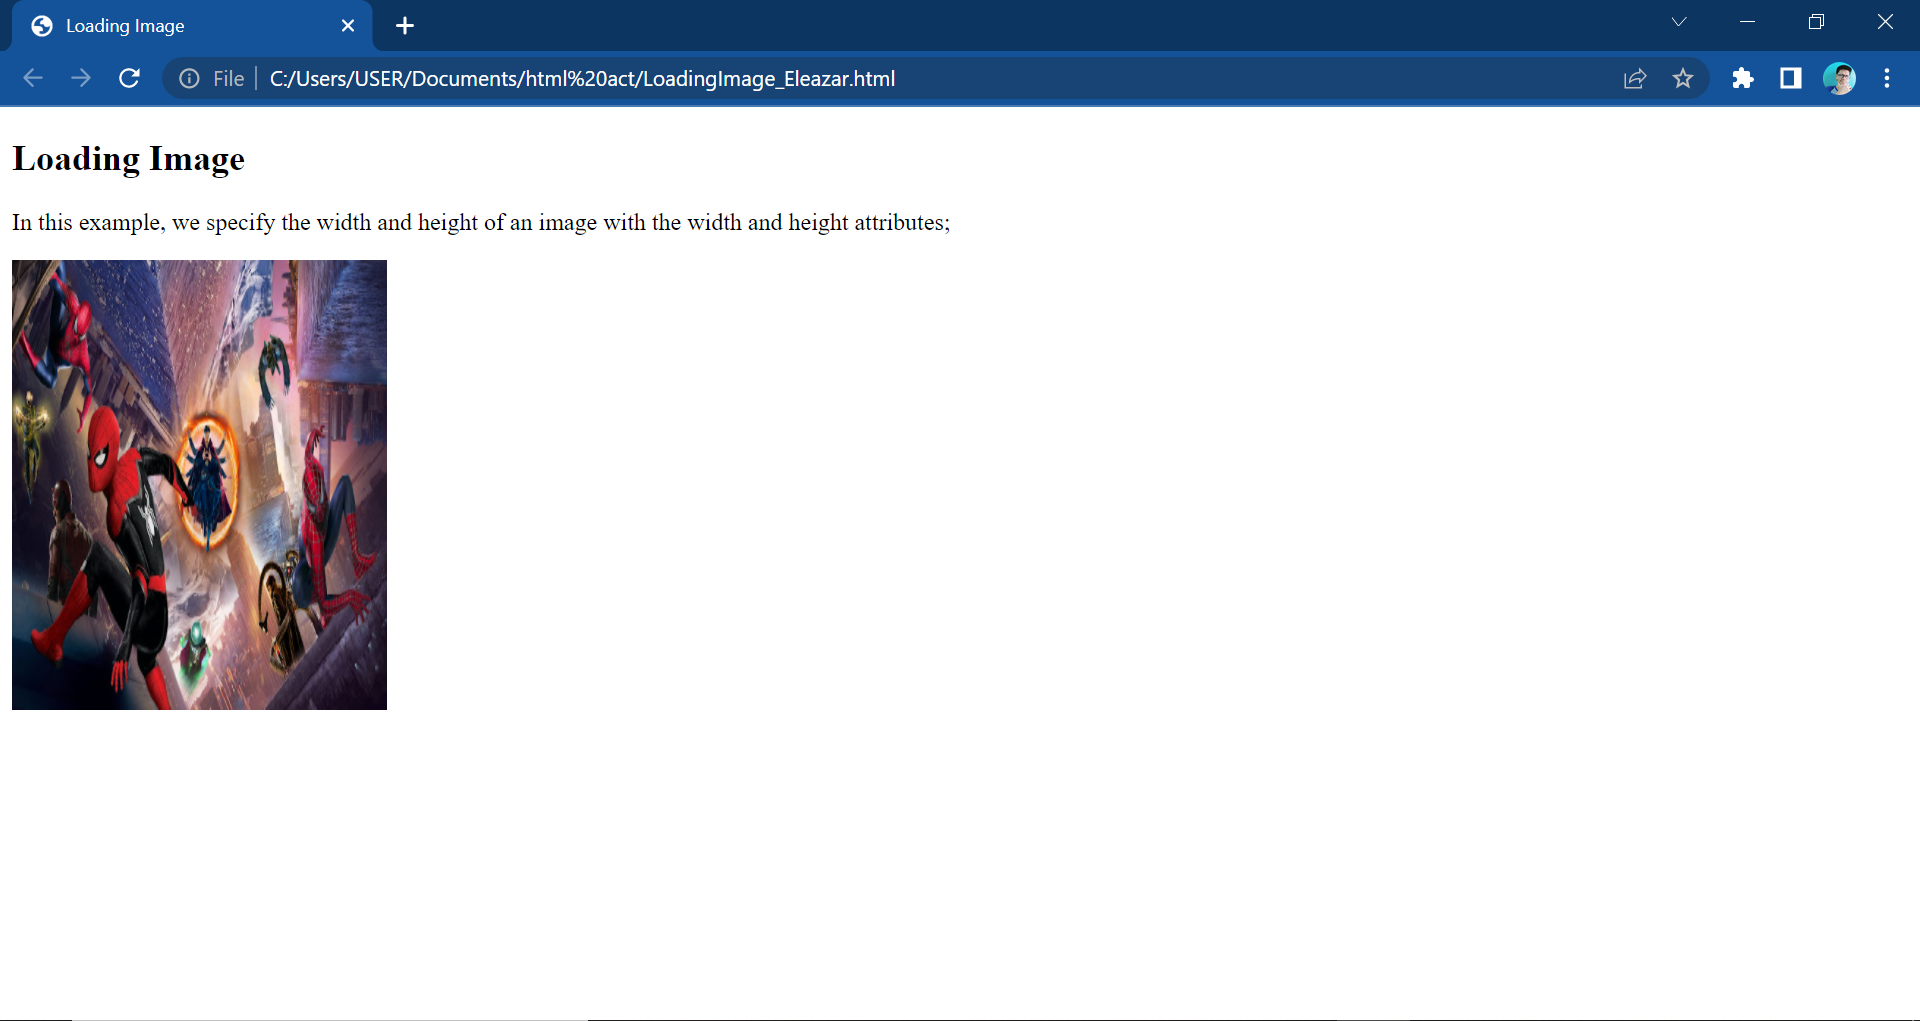 Loading Image
File
C:/Users/USER/Documents/html%20act/LoadingImage_Eleazar.html
Loading Image
In this example, we specify the width and height of an image with the width and height attributes;